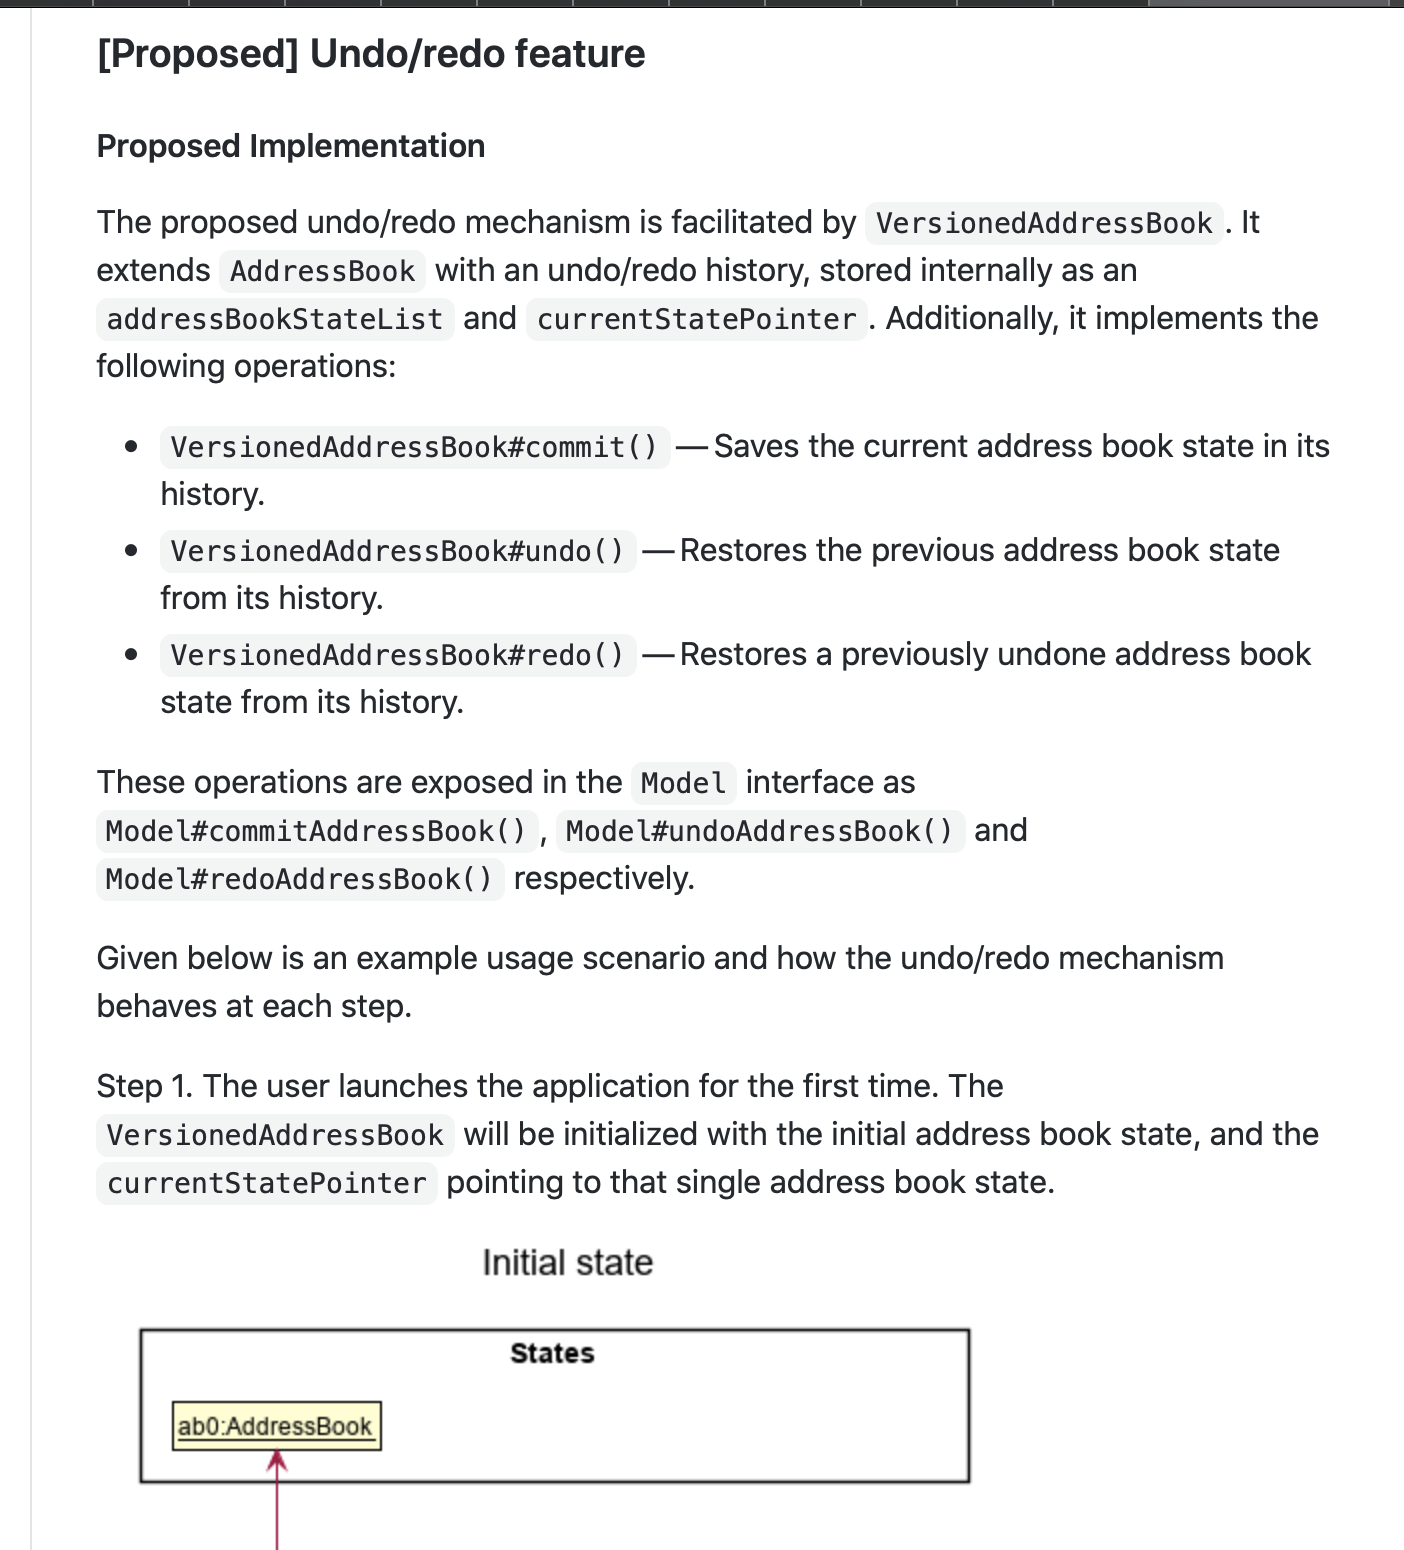 [Proposed] Undo/redo feature
Proposed Implementation
The proposed undo/redo mechanism is facilitated by VersionedAddressBook. It
extends AddressBook with an undo/redo history, stored internally as an
addressBookStateList and currentStatePointer. Additionally, it implements the
following operations:
• VersionedAddressBook#commit() — Saves the current address book state in its
history.
• VersionedAddressBook#undo() — Restores the previous address book state
from its history.
• VersionedAddressBook#redo() — Restores a previously undone address book
state from its history.
These operations are exposed in the Model interface as
Model#commitAddressBook(), Model#undoAddressBook() and
Model#redoAddressBook() respectively.
Given below is an example usage scenario and how the undo/redo mechanism
behaves at each step.
Step 1. The user launches the application for the first time. The
VersionedAddressBook will be initialized with the initial address book state, and the
currentStatePointer pointing to that single address book state.
Initial state
States
ab0:AddressBook